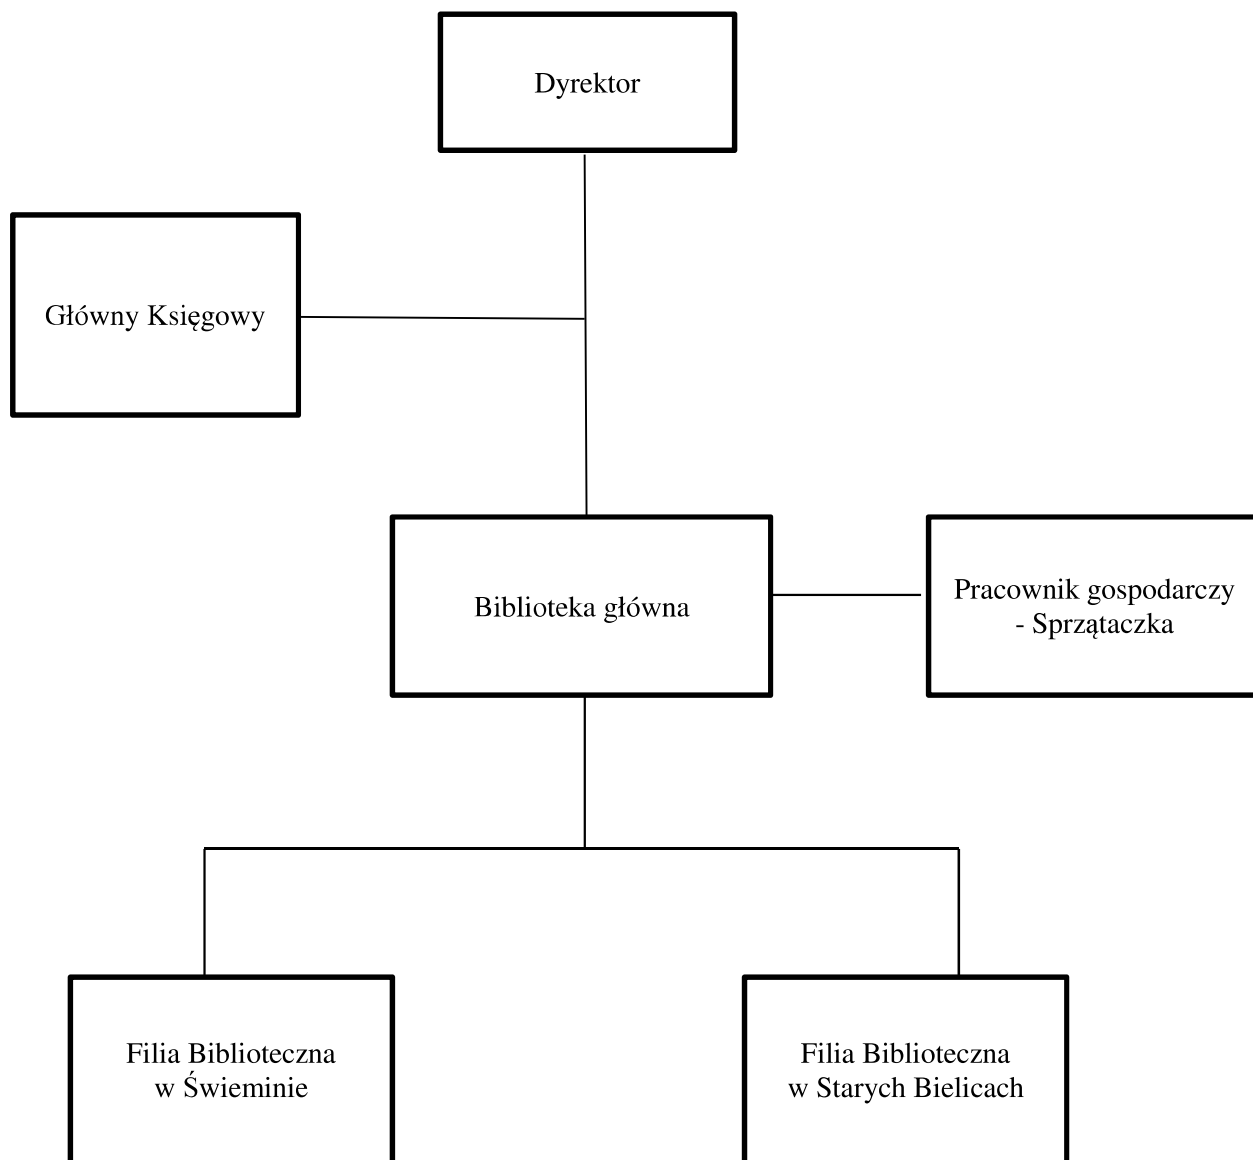 Dyrektor
Główny Księgowy
Biblioteka główna
Pracownik gospodarczy
- Sprzątaczka
Filia Biblioteczna
w Świeminie
Filia Biblioteczna
w Starych Bielicach